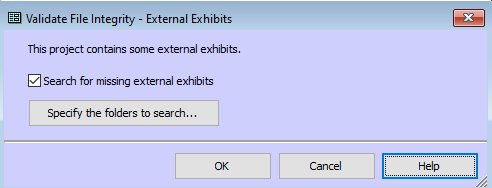 Validate File Integrity - External Exhibits
This project contains some external exhibits.
Search for missing external exhibits
Specify the folders to search...
OK
Cancel
Help